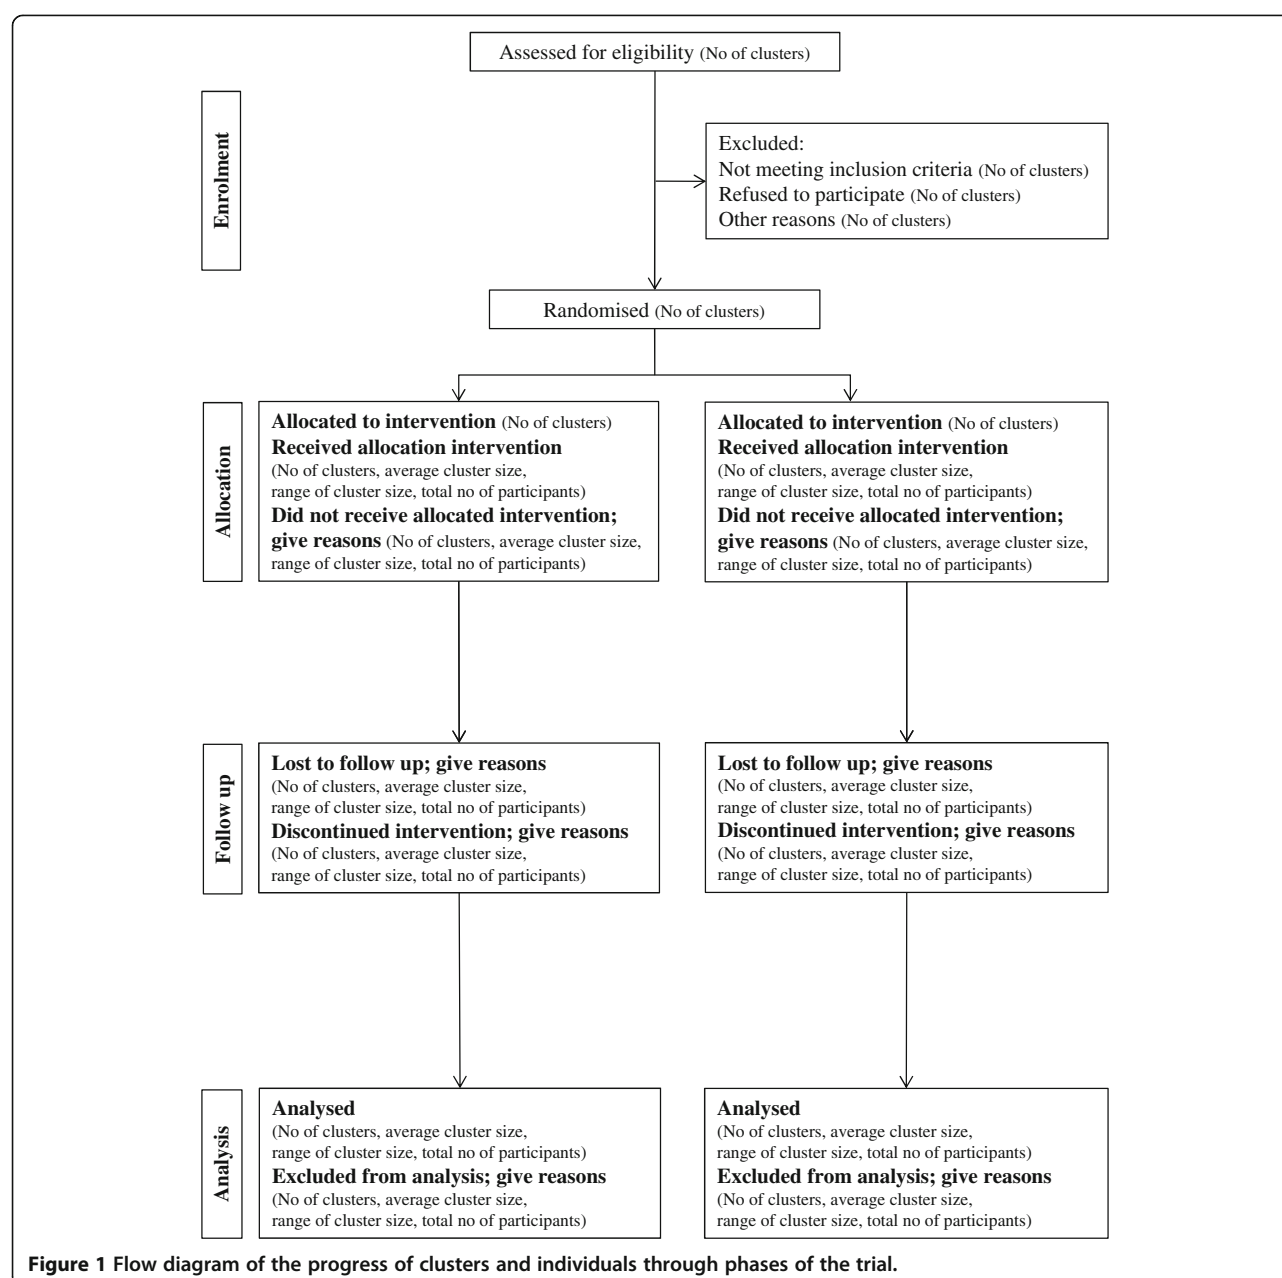 Assessed for eligibility (No of clusters)
Enrolment
Excluded:
Not meeting inclusion criteria (No of clusters)
Refused to participate (No of clusters)
Other reasons (No of clusters)
Randomised (No of clusters)
Allocation
Allocated to intervention (No of clusters)
Received allocation intervention
(No of clusters, average cluster size,
range of cluster size, total no of participants)
Did not receive allocated intervention;
give reasons (No of clusters, average cluster size,
range of cluster size, total no of participants)
Allocated to intervention (No of clusters)
Received allocation intervention
(No of clusters, average cluster size,
range of cluster size, total no of participants)
Did not receive allocated intervention;
give reasons (No of clusters, average cluster size,
range of cluster size, total no of participants)
Follow up
Lost to follow up; give reasons
(No of clusters, average cluster size,
range of cluster size, total no of participants)
Discontinued intervention; give reasons
(No of clusters, average cluster size,
range of cluster size, total no of participants)
Lost to follow up; give reasons
(No of clusters, average cluster size,
range of cluster size, total no of participants)
Discontinued intervention; give reasons
(No of clusters, average cluster size,
range of cluster size, total no of participants)
Analysis
Analysed
(No of clusters, average cluster size,
range of cluster size, total no of participants)
Excluded from analysis; give reasons
(No of clusters, average cluster size,
range of cluster size, total no of participants)
Analysed
(No of clusters, average cluster size,
range of cluster size, total no of participants)
Excluded from analysis; give reasons
(No of clusters, average cluster size,
range of cluster size, total no of participants)
Figure 1 Flow diagram of the progress of clusters and individuals through phases of the trial.